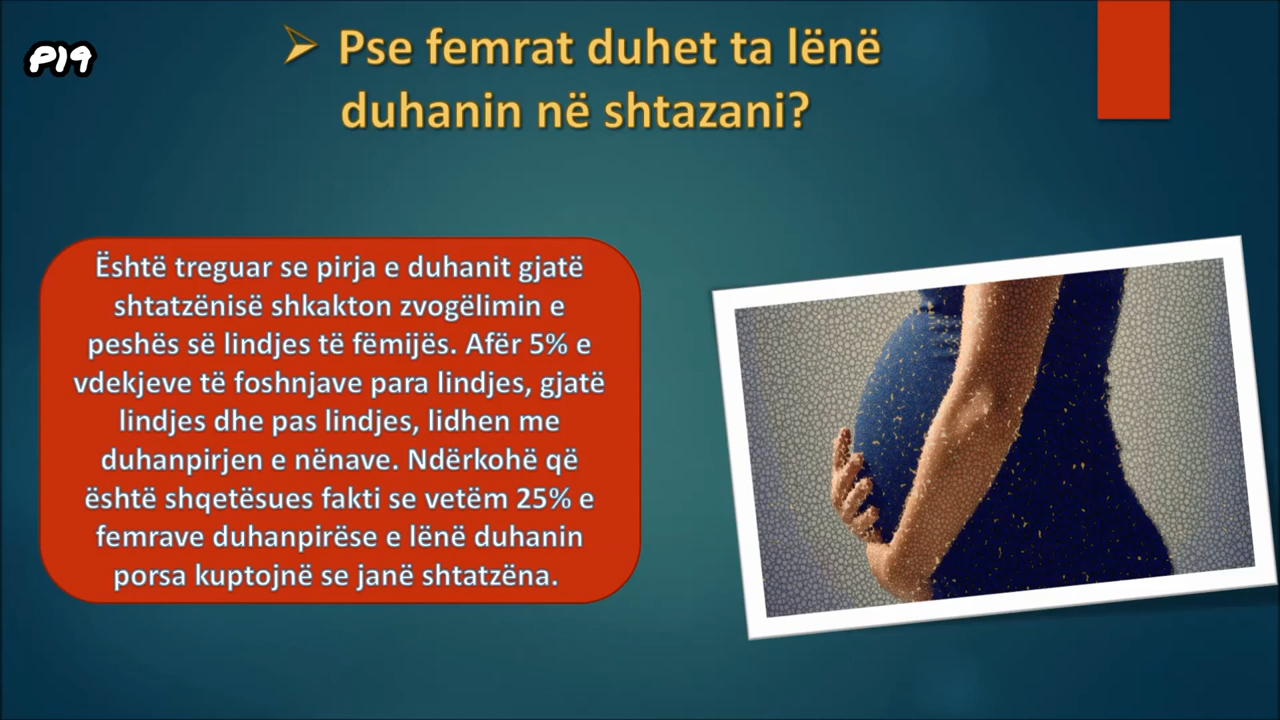 P19
Pse femrat duhet ta lënë
duhanin në shtazani?
Është treguar se pirja e duhanit gjatë
shtatzënisë shkakton zvogëlimin e
peshës së lindjes të fëmijës. Afër 5% e
vdekjeve të foshnjave para lindjes, gjatë
lindjes dhe pas lindjes, lidhen me
duhanpirjen e nënave. Ndërkohë që
është shqetësues fakti se vetëm 25% e
femrave duhanpirëse e lënë duhanin
porsa kuptojnë se janë shtatzëna.